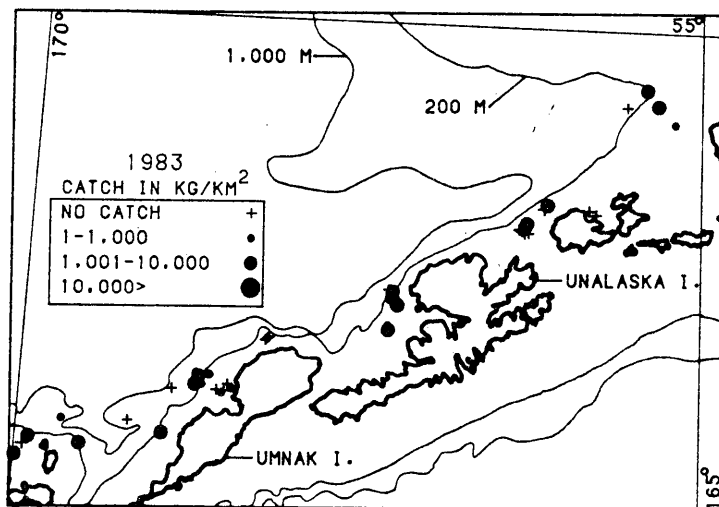 170°
55°
1,000 M
200 M
1983
CATCH IN KG/KM²
NO CATCH +
1-1,000
1,001-10,000
10,000>
UNALASKA I.
UMNAK I.
165°